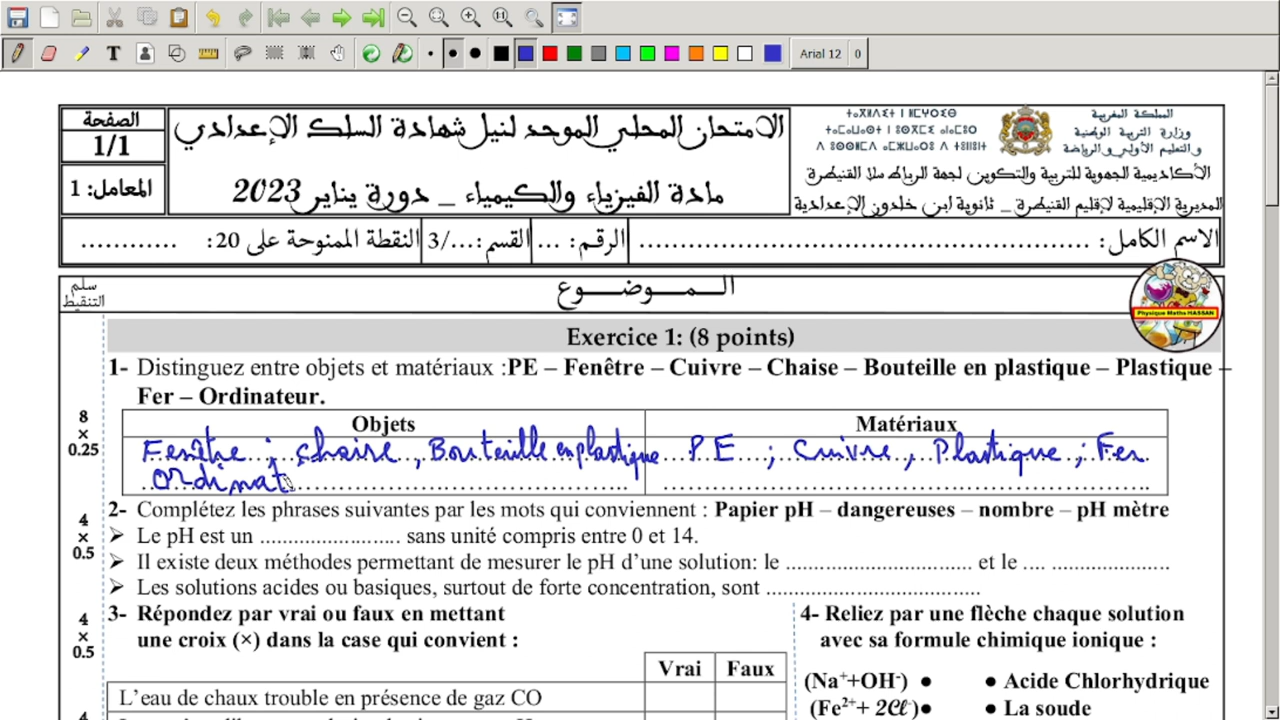 Arial 12
0
الصفحة
1/1
المعامل: 1
الامتحان المحلي الموحد لنيل شهادة السلك الإعدادي
مادة الفيزياء والكيمياء _ دورة يناير 2023
المملكة المغربية
وزارة التربية الوطنية
والتعليم الأولي والرياضة
الأكاديمية الجهوية للتربية والتكوين لجهة الرباط سلا القنيطرة
المديرية الإقليمية لإقليم القنيطرة _ ثانوية ابن خلدون الإعدادية
الاسم الكامل: ........................................................ الرقم: ... القسم:.../3 النقطة الممنوحة على 20: ............
سلم
التنقيط
الـــمـــوضـــوع
Physique Maths HASSAN
Exercice 1: (8 points)
1- Distinguez entre objets et matériaux :PE – Fenêtre – Cuivre – Chaise – Bouteille en plastique – Plastique –
Fer – Ordinateur.
8
×
0.25
Objets Matériaux
Fenêtre ; chaise , Bouteille en plastique PE ; Cuivre , Plastique ; Fer
Ordinat
2- Complétez les phrases suivantes par les mots qui conviennent : Papier pH – dangereuses – nombre – pH mètre
4
×
0.5
➢ Le pH est un ........................ sans unité compris entre 0 et 14.
➢ Il existe deux méthodes permettant de mesurer le pH d’une solution: le ................................ et le .... ....................
➢ Les solutions acides ou basiques, surtout de forte concentration, sont .....................................
4
×
0.5
3- Répondez par vrai ou faux en mettant
une croix (×) dans la case qui convient :
Vrai Faux
L’eau de chaux trouble en présence de gaz CO
4- Reliez par une flèche chaque solution
avec sa formule chimique ionique :
(Na⁺+OH⁻) ● ● Acide Chlorhydrique
(Fe²⁺+ 2Cℓ⁻)● ● La soude